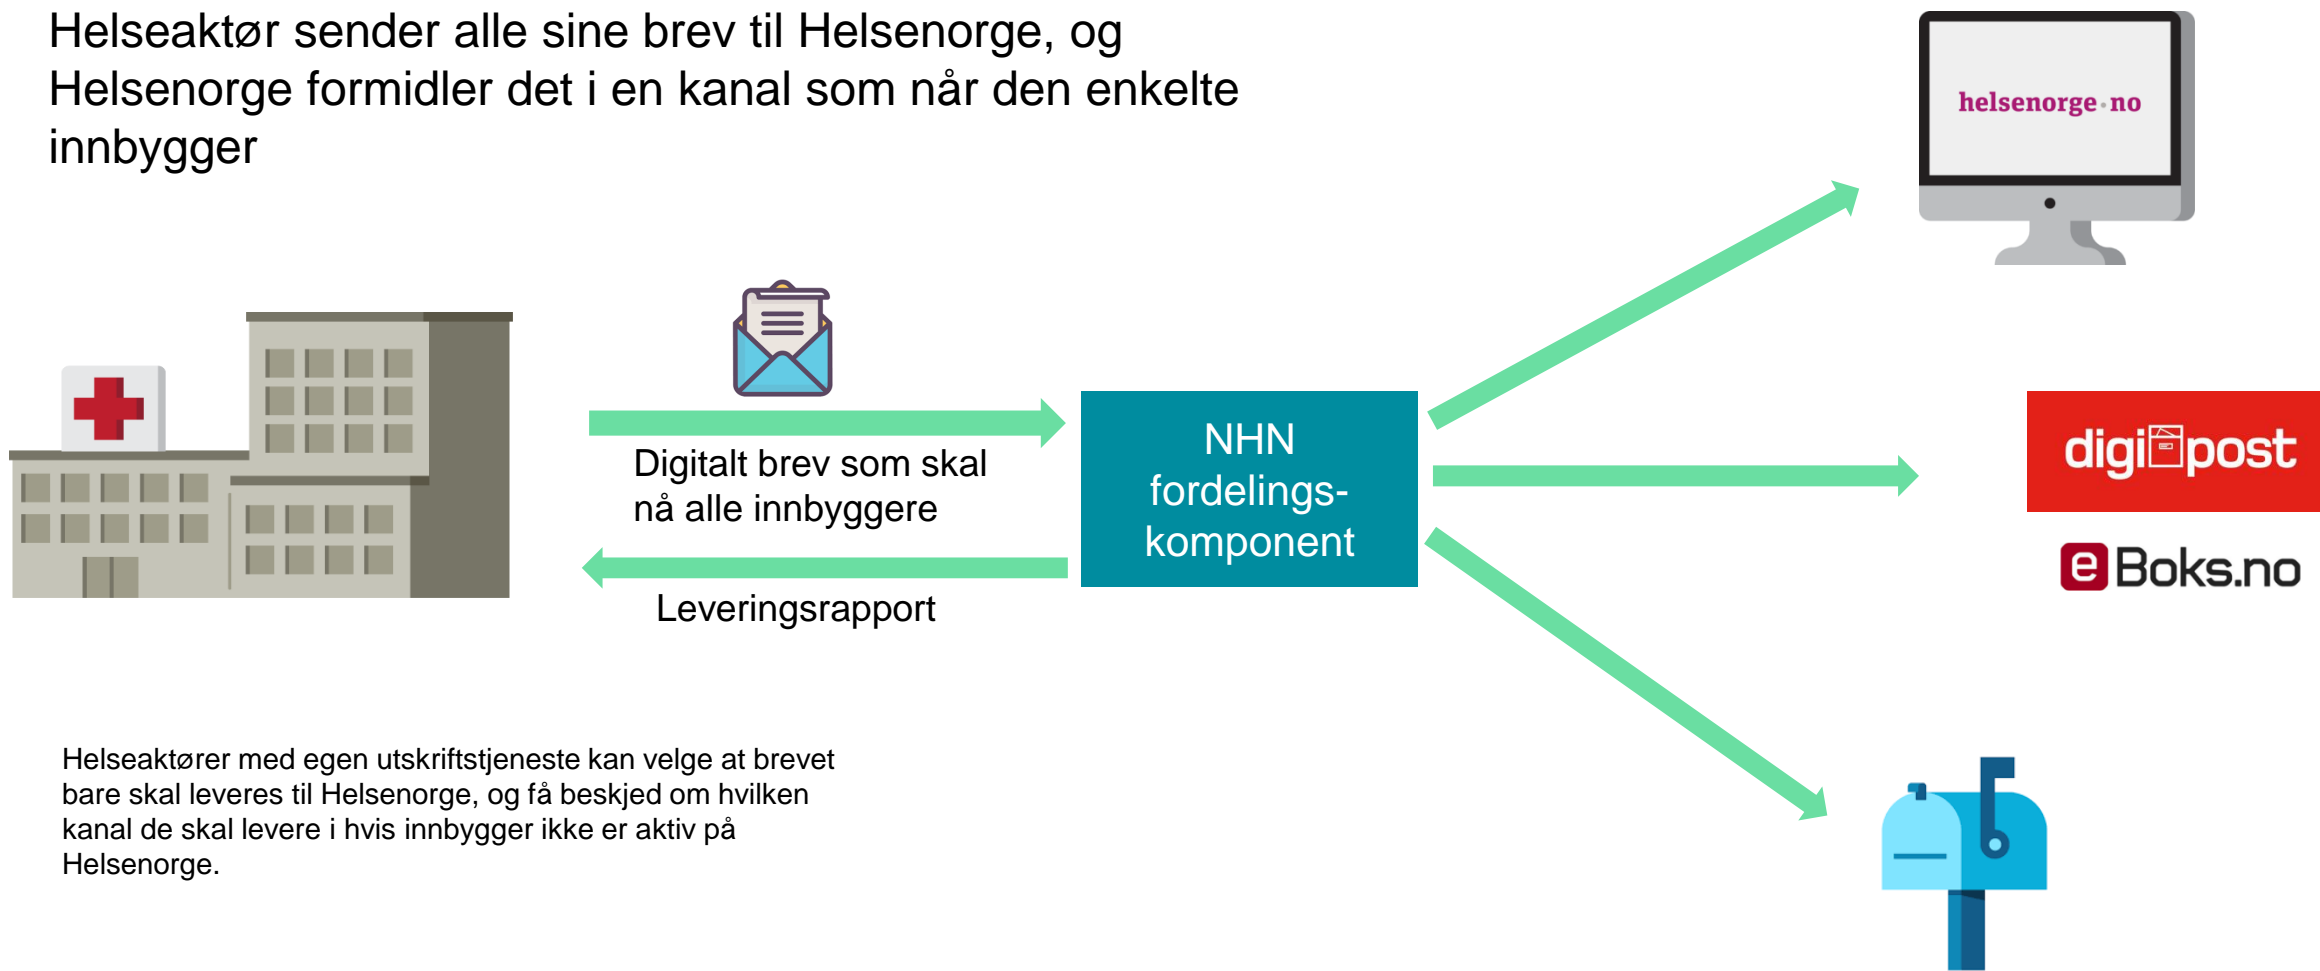 Helseaktør sender alle sine brev til Helsenorge, og
Helsenorge formidler det i en kanal som når den enkelte
innbygger
helsenorge.no
Digitalt brev som skal
nå alle innbyggere
Leveringsrapport
NHN
fordelings-
komponent
digipost
e Boks.no
Helseaktører med egen utskriftstjeneste kan velge at brevet
bare skal leveres til Helsenorge, og få beskjed om hvilken
kanal de skal levere i hvis innbygger ikke er aktiv på
Helsenorge.